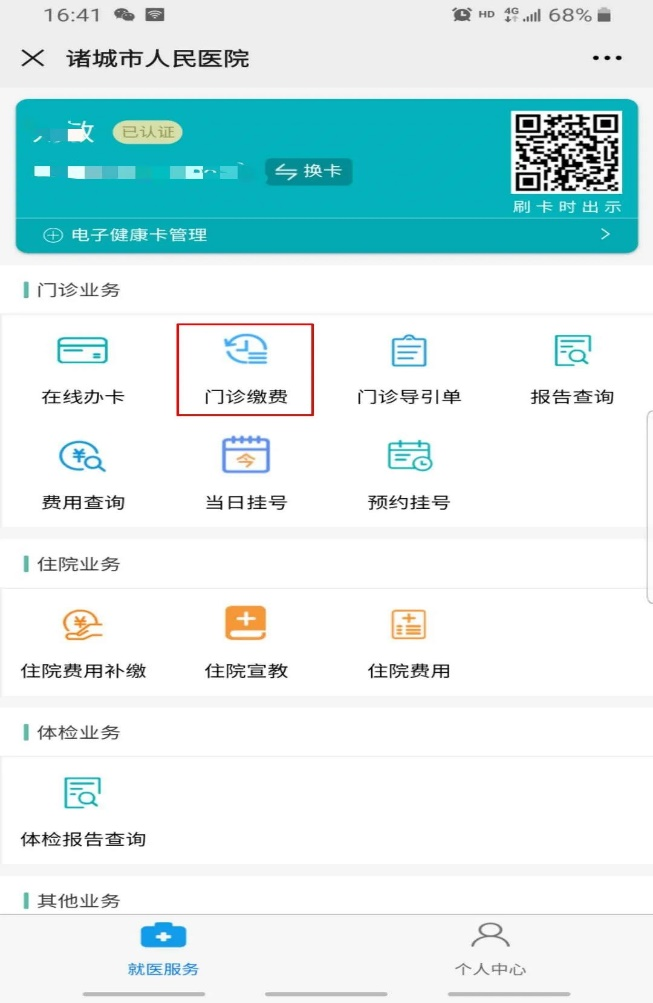 16:41 HD 4G 68%
诸城市人民医院
敏 已认证
换卡
刷卡时出示
电子健康卡管理
门诊业务
在线办卡 门诊缴费 门诊导引单 报告查询
¥ 今
费用查询 当日挂号 预约挂号
住院业务
¥
住院费用补缴 住院宣教 住院费用
体检业务
体检报告查询
其他业务
就医服务 个人中心